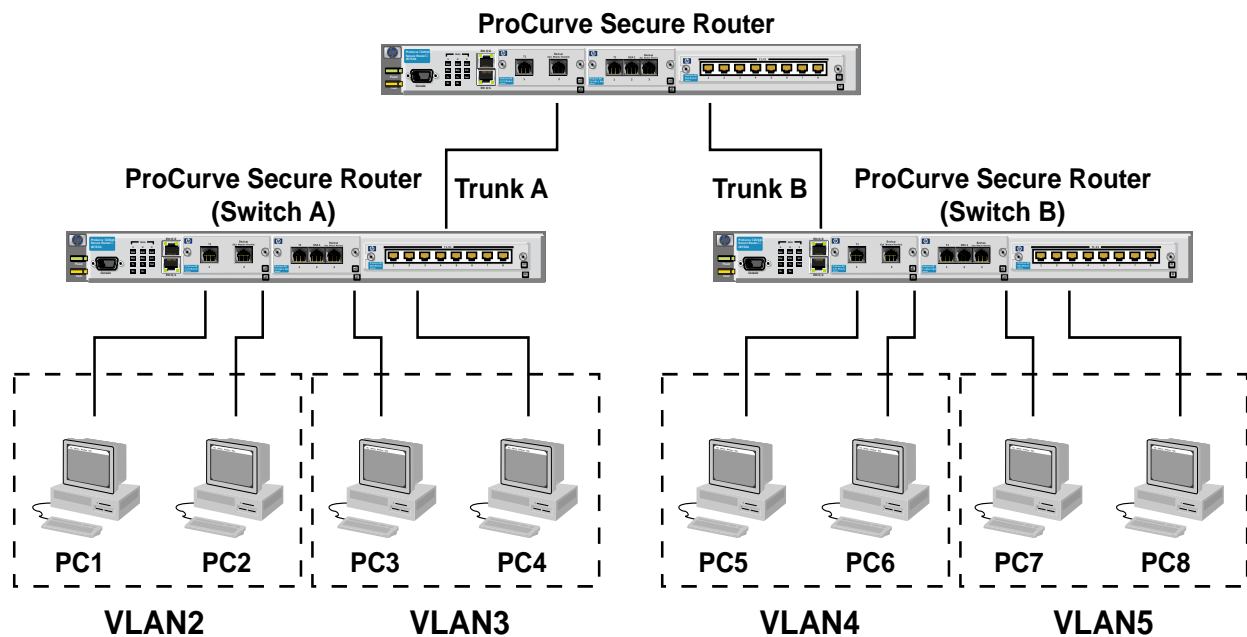 ProCurve Secure Router
ProCurve Secure Router
(Switch A)
Trunk A
Trunk B
ProCurve Secure Router
(Switch B)
PC1
PC2
PC3
PC4
PC5
PC6
PC7
PC8
VLAN2
VLAN3
VLAN4
VLAN5